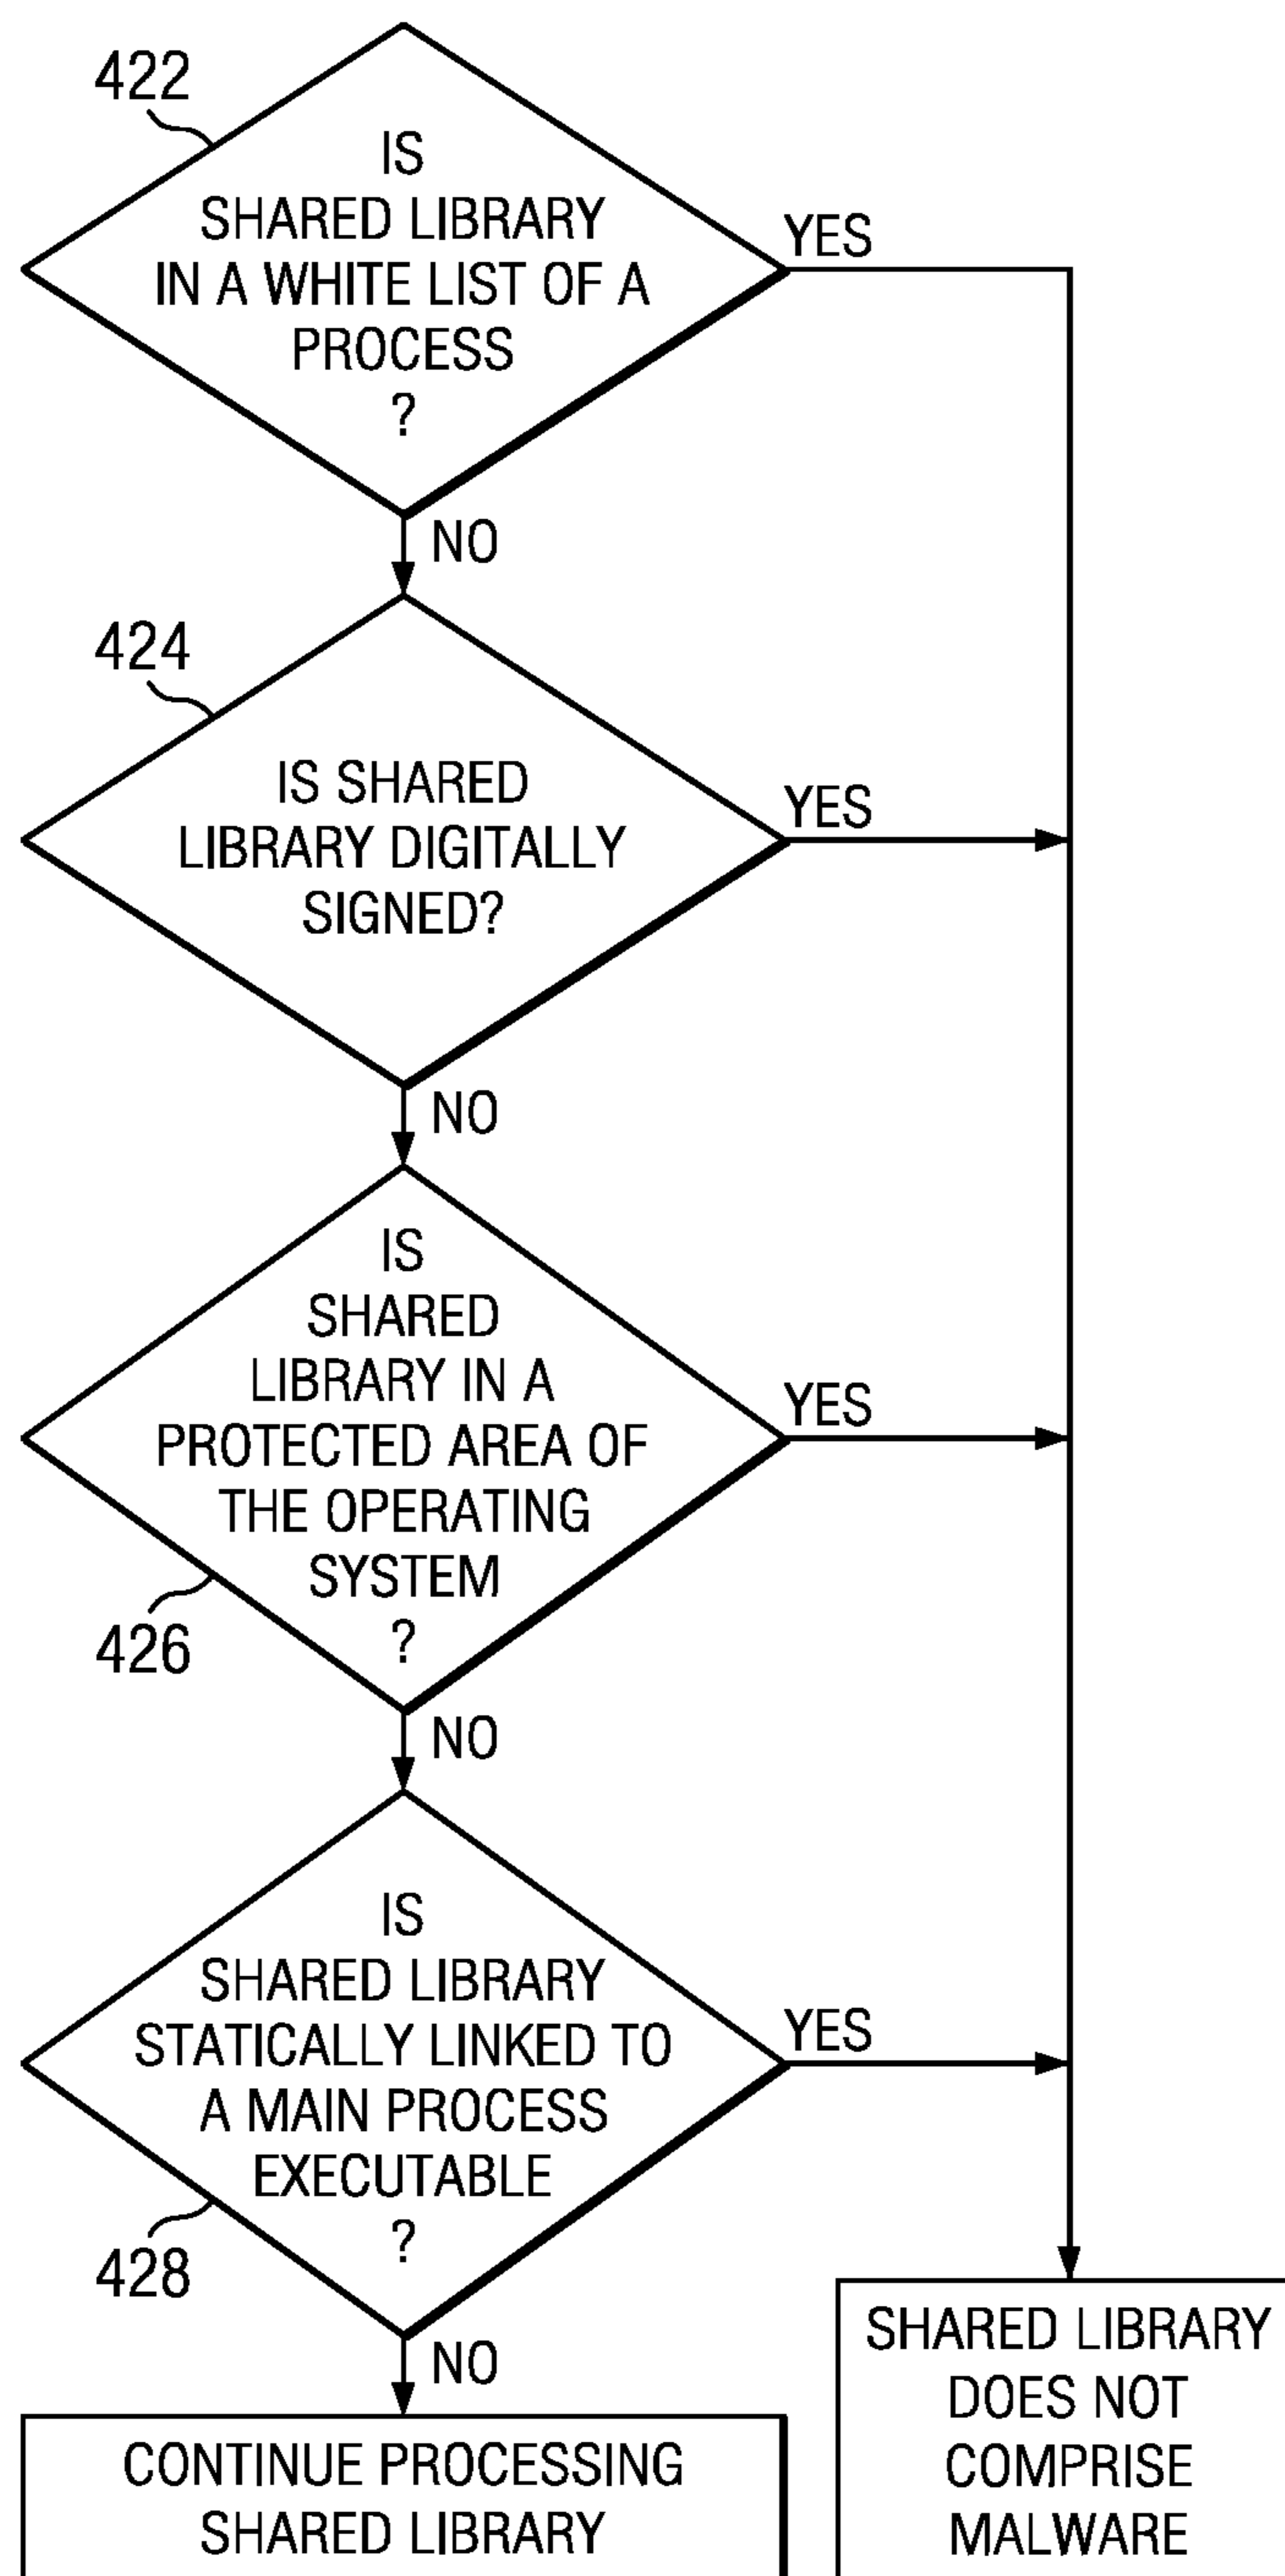 422
IS
SHARED LIBRARY
IN A WHITE LIST OF A
PROCESS
?
YES
NO
424
IS SHARED
LIBRARY DIGITALLY
SIGNED?
YES
NO
IS
SHARED
LIBRARY IN A
PROTECTED AREA OF
THE OPERATING
SYSTEM
?
YES
426
NO
IS
SHARED LIBRARY
STATICALLY LINKED TO
A MAIN PROCESS
EXECUTABLE
?
YES
428
NO
CONTINUE PROCESSING
SHARED LIBRARY
SHARED LIBRARY
DOES NOT
COMPRISE
MALWARE